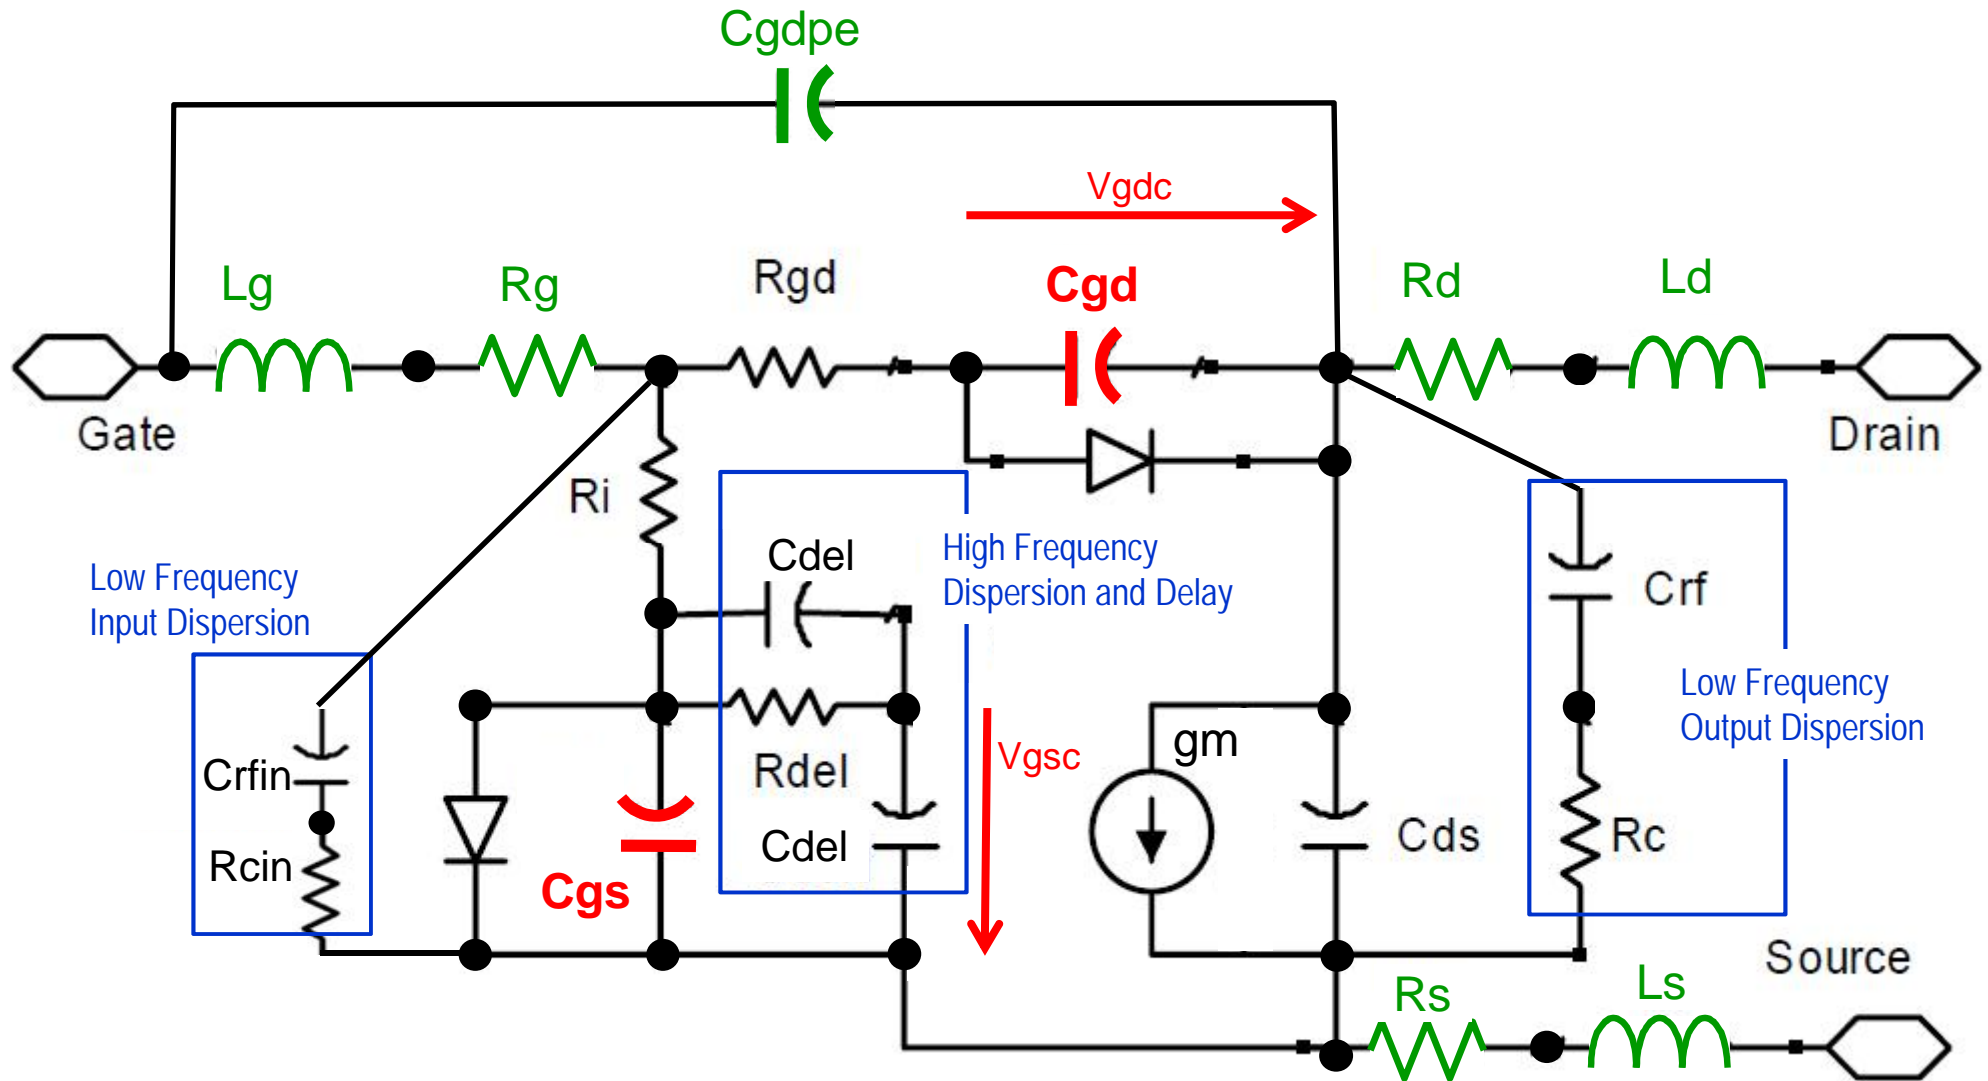 Cgdpe
Vgdc
Lg
Rg
Rgd
Cgd
Rd
Ld
Gate
Drain
Ri
Cdel
High Frequency
Dispersion and Delay
Low Frequency
Input Dispersion
Crf
Low Frequency
Output Dispersion
Crfin
Rdel
Vgsc
gm
Cds
Rc
Rcin
Cgs
Cdel
Source
Rs
Ls